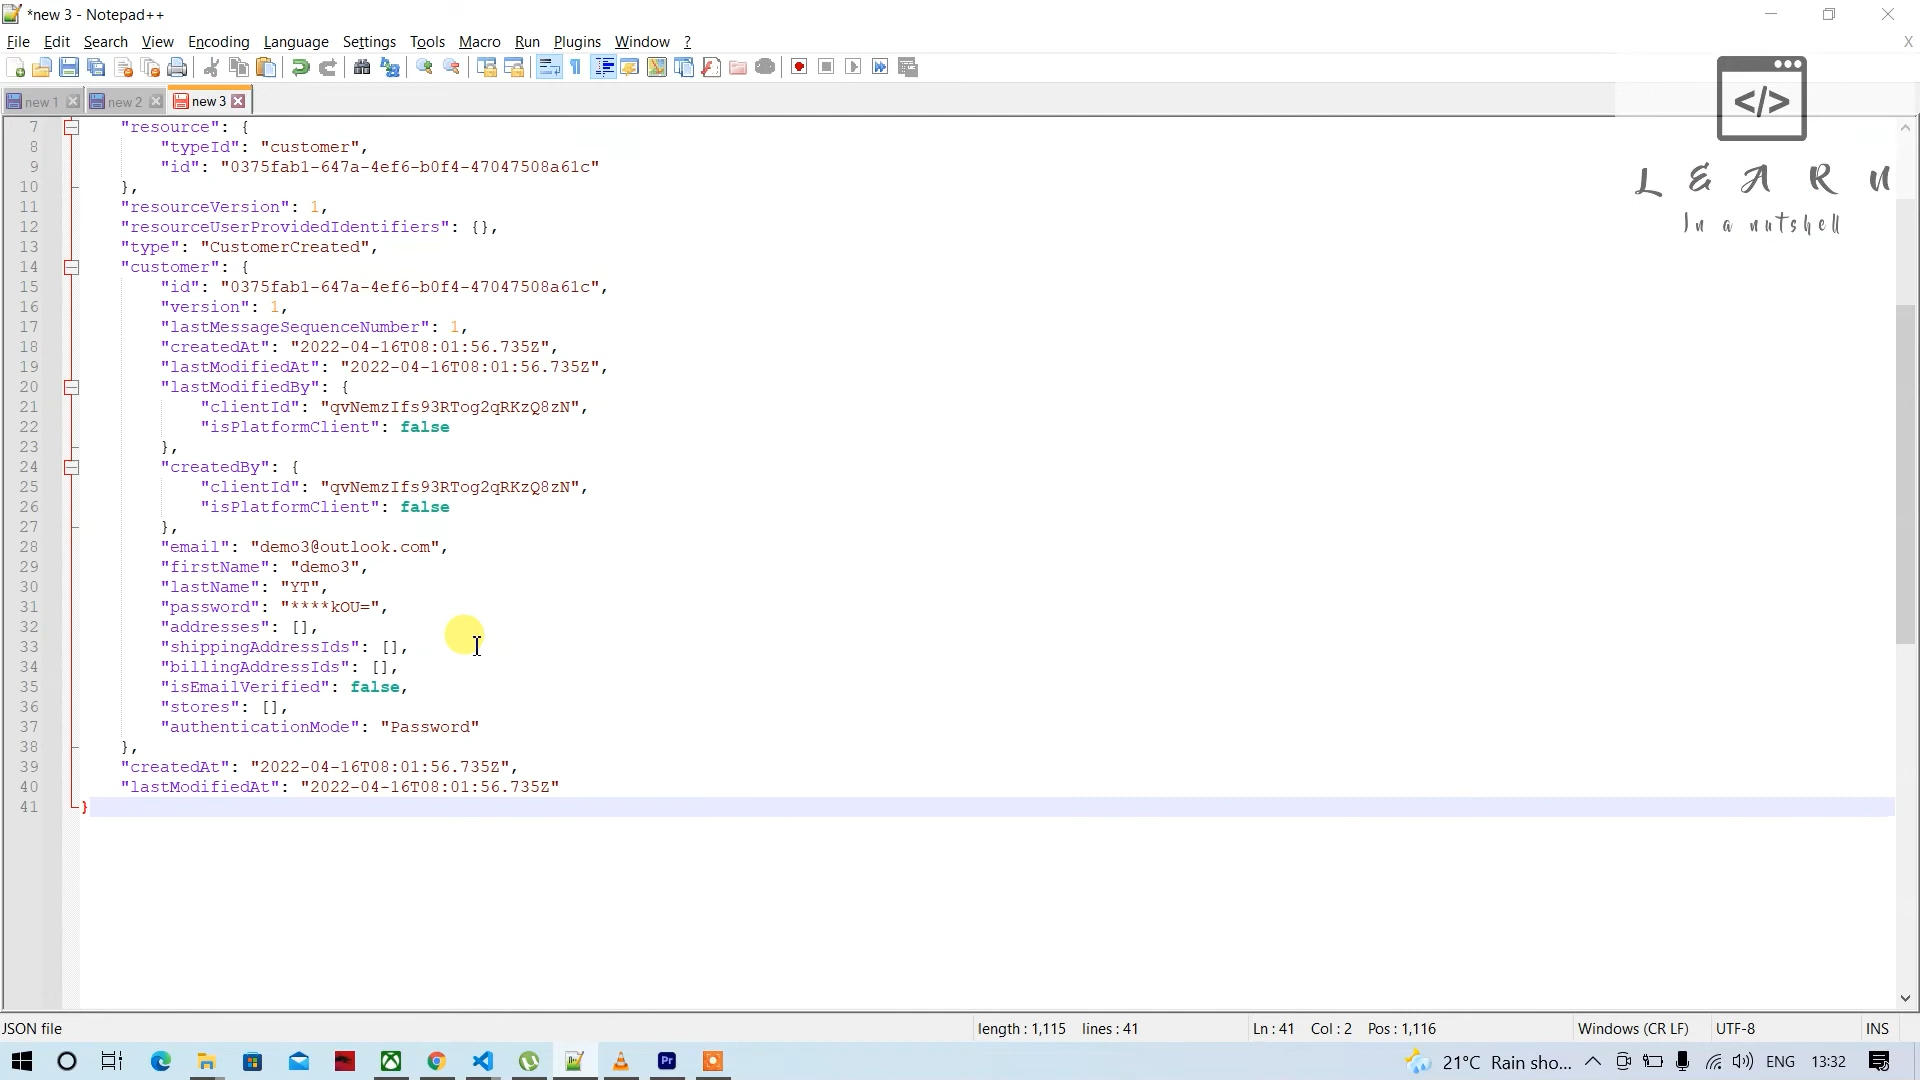 *new 3 - Notepad++
File Edit Search View Encoding Language Settings Tools Macro Run Plugins Window ? X
new 1 new 2 new 3
</>
L E A R N
In a nutshell
7 "resource": {
8 "typeId": "customer",
9 "id": "0375fab1-647a-4ef6-b0f4-47047508a61c"
10 },
11 "resourceVersion": 1,
12 "resourceUserProvidedIdentifiers": {},
13 "type": "CustomerCreated",
14 "customer": {
15 "id": "0375fab1-647a-4ef6-b0f4-47047508a61c",
16 "version": 1,
17 "lastMessageSequenceNumber": 1,
18 "createdAt": "2022-04-16T08:01:56.735Z",
19 "lastModifiedAt": "2022-04-16T08:01:56.735Z",
20 "lastModifiedBy": {
21 "clientId": "qvNemzIfs93RTog2qRKzQ8zN",
22 "isPlatformClient": false
23 },
24 "createdBy": {
25 "clientId": "qvNemzIfs93RTog2qRKzQ8zN",
26 "isPlatformClient": false
27 },
28 "email": "demo3@outlook.com",
29 "firstName": "demo3",
30 "lastName": "YT",
31 "password": "****kOU=",
32 "addresses": [],
33 "shippingAddressIds": [],
34 "billingAddressIds": [],
35 "isEmailVerified": false,
36 "stores": [],
37 "authenticationMode": "Password"
38 },
39 "createdAt": "2022-04-16T08:01:56.735Z",
40 "lastModifiedAt": "2022-04-16T08:01:56.735Z"
41 }
JSON file length : 1,115 lines : 41 Ln : 41 Col : 2 Pos : 1,116 Windows (CR LF) UTF-8 INS
Pr 21°C Rain sho... ENG 13:32